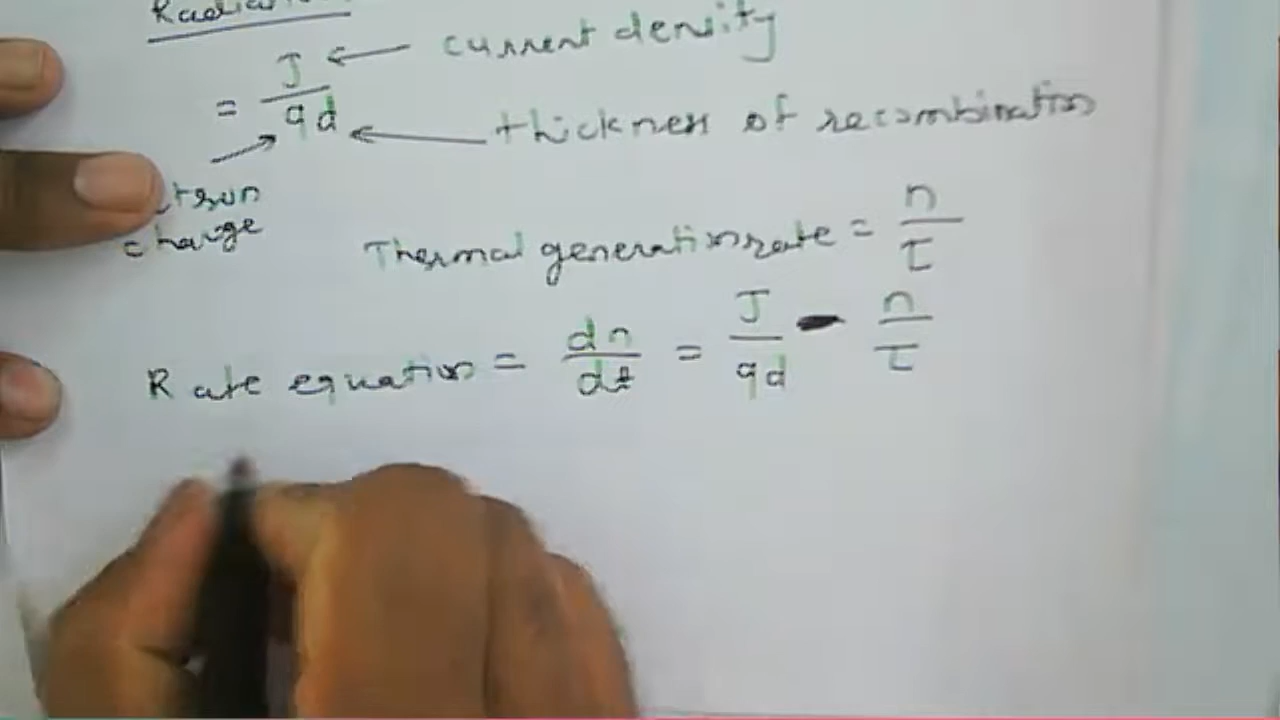 = J/qd ← current density
← thickness of recombination
charge
Thermal generation rate = n/τ
Rate equation = dn/dt = J/qd - n/τ